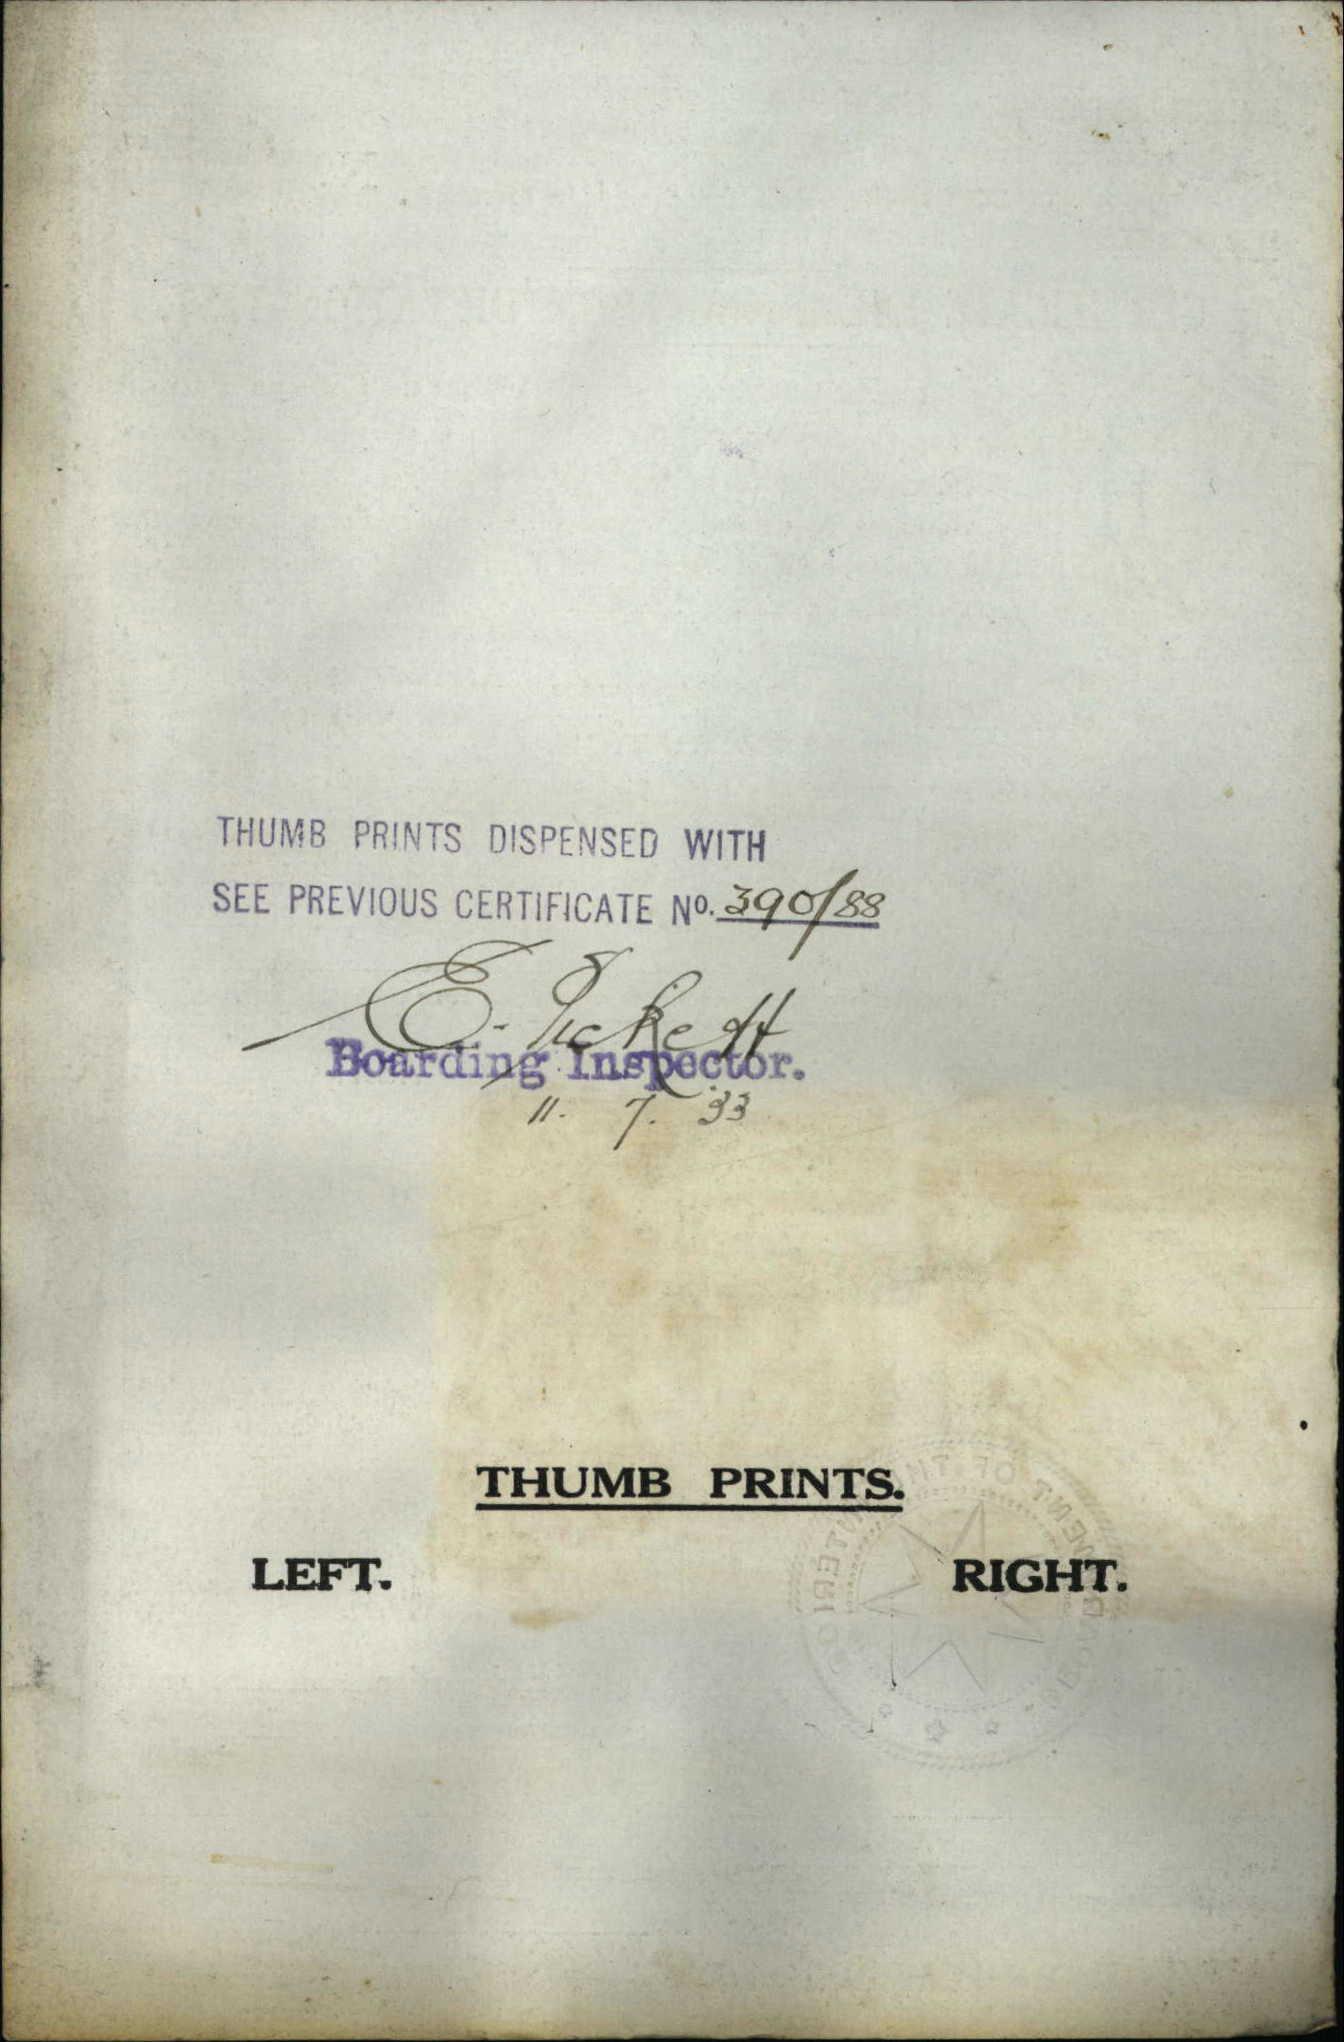 THUMB PRINTS DISPENSED WITH
SEE PREVIOUS CERTIFICATE No. 390/88
E.
Boarding Inspector.
11. 7. 33
THUMB PRINTS.
LEFT.
RIGHT.